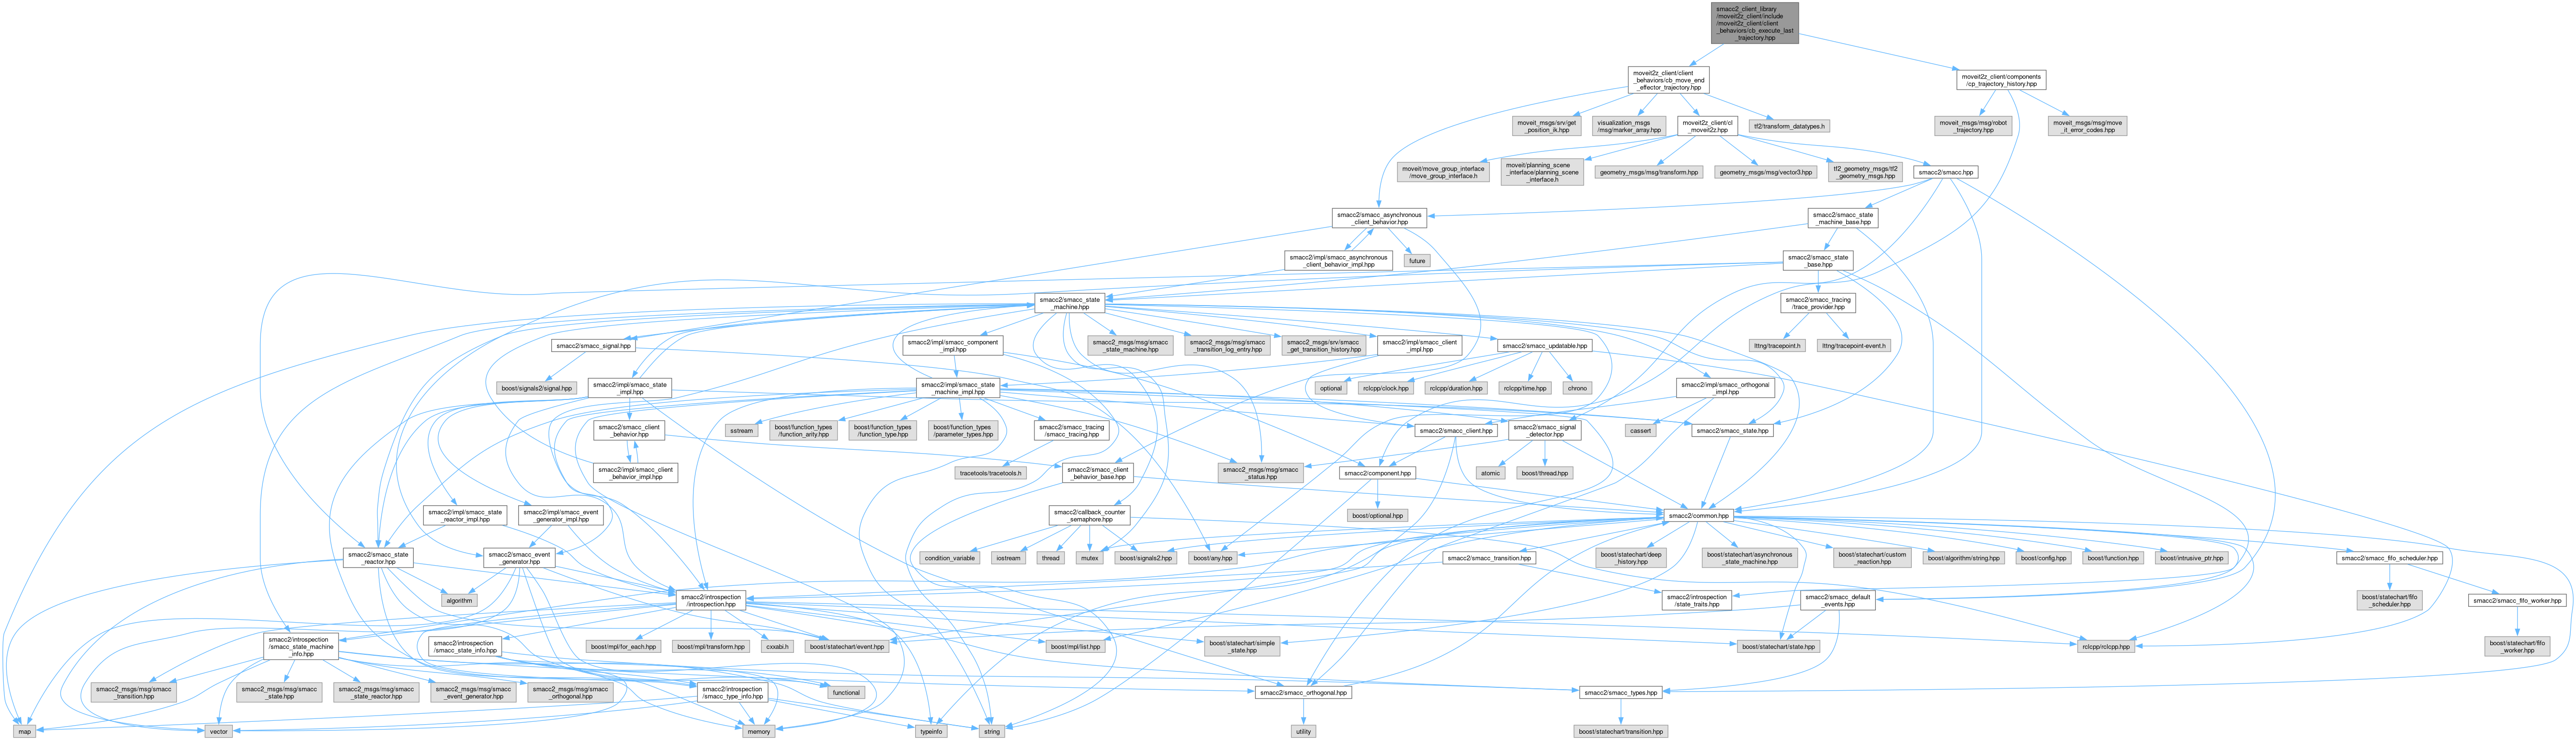 smacc2_client_library
/moveit2z_client/include
/moveit2z_client/client
_behaviors/cb_execute_last
_trajectory.hpp
moveit2z_client/client
_behaviors/cb_move_end
_effector_trajectory.hpp
moveit2z_client/components
/cp_trajectory_history.hpp
moveit_msgs/srv/get
_position_ik.hpp
visualization_msgs
/msg/marker_array.hpp
moveit2z_client/cl
_moveit2z.hpp
tf2/transform_datatypes.h
moveit_msgs/msg/robot
_trajectory.hpp
moveit_msgs/msg/move
_it_error_codes.hpp
moveit/move_group_interface
/move_group_interface.h
moveit/planning_scene
_interface/planning_scene
_interface.h
geometry_msgs/msg/transform.hpp
geometry_msgs/msg/vector3.hpp
tf2_geometry_msgs/tf2
_geometry_msgs.hpp
smacc2/smacc.hpp
smacc2/smacc_asynchronous
_client_behavior.hpp
smacc2/smacc_state
_machine_base.hpp
smacc2/impl/smacc_asynchronous
_client_behavior_impl.hpp
future
smacc2/smacc_state
_base.hpp
smacc2/smacc_state
_machine.hpp
smacc2/smacc_tracing
/trace_provider.hpp
smacc2/smacc_signal.hpp
smacc2/impl/smacc_component
_impl.hpp
smacc2_msgs/msg/smacc
_state_machine.hpp
smacc2_msgs/msg/smacc
_transition_log_entry.hpp
smacc2_msgs/srv/smacc
_get_transition_history.hpp
smacc2/impl/smacc_client
_impl.hpp
smacc2/smacc_updatable.hpp
lttng/tracepoint.h
lttng/tracepoint-event.h
boost/signals2/signal.hpp
smacc2/impl/smacc_state
_impl.hpp
smacc2/impl/smacc_state
_machine_impl.hpp
optional
rclcpp/clock.hpp
rclcpp/duration.hpp
rclcpp/time.hpp
chrono
smacc2/impl/smacc_orthogonal
_impl.hpp
smacc2/smacc_client
_behavior.hpp
sstream
boost/function_types
/function_arity.hpp
boost/function_types
/function_type.hpp
boost/function_types
/parameter_types.hpp
smacc2/smacc_tracing
/smacc_tracing.hpp
smacc2/smacc_client.hpp
smacc2/smacc_signal
_detector.hpp
cassert
smacc2/smacc_state.hpp
smacc2/impl/smacc_client
_behavior_impl.hpp
tracetools/tracetools.h
smacc2/smacc_client
_behavior_base.hpp
smacc2_msgs/msg/smacc
_status.hpp
smacc2/component.hpp
atomic
boost/thread.hpp
smacc2/impl/smacc_state
_reactor_impl.hpp
smacc2/impl/smacc_event
_generator_impl.hpp
smacc2/callback_counter
_semaphore.hpp
boost/optional.hpp
smacc2/common.hpp
smacc2/smacc_state
_reactor.hpp
smacc2/smacc_event
_generator.hpp
condition_variable
iostream
thread
mutex
boost/signals2.hpp
boost/any.hpp
smacc2/smacc_transition.hpp
boost/statechart/deep
_history.hpp
boost/statechart/asynchronous
_state_machine.hpp
boost/statechart/custom
_reaction.hpp
boost/algorithm/string.hpp
boost/config.hpp
boost/function.hpp
boost/intrusive_ptr.hpp
smacc2/smacc_fifo_scheduler.hpp
algorithm
smacc2/introspection
/introspection.hpp
smacc2/introspection
/state_traits.hpp
smacc2/smacc_default
_events.hpp
boost/statechart/fifo
_scheduler.hpp
smacc2/smacc_fifo_worker.hpp
smacc2/introspection
/smacc_state_machine
_info.hpp
smacc2/introspection
/smacc_state_info.hpp
boost/mpl/for_each.hpp
boost/mpl/transform.hpp
cxxabi.h
boost/statechart/event.hpp
boost/mpl/list.hpp
boost/statechart/simple
_state.hpp
boost/statechart/state.hpp
rclcpp/rclcpp.hpp
boost/statechart/fifo
_worker.hpp
smacc2_msgs/msg/smacc
_transition.hpp
smacc2_msgs/msg/smacc
_state.hpp
smacc2_msgs/msg/smacc
_state_reactor.hpp
smacc2_msgs/msg/smacc
_event_generator.hpp
smacc2_msgs/msg/smacc
_orthogonal.hpp
smacc2/introspection
/smacc_type_info.hpp
functional
smacc2/smacc_orthogonal.hpp
smacc2/smacc_types.hpp
map
vector
memory
typeinfo
string
utility
boost/statechart/transition.hpp